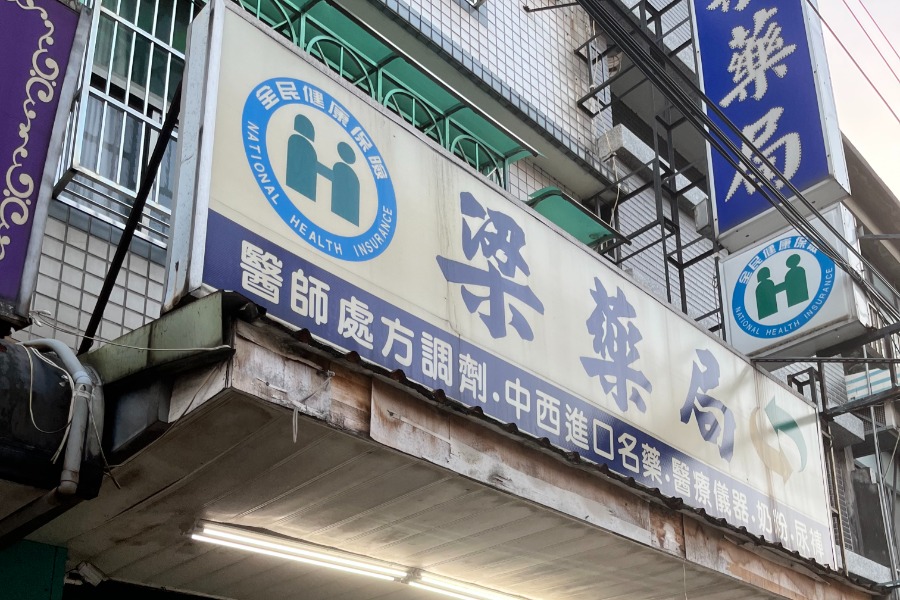 全民健康保險
NATIONAL HEALTH INSURANCE
梁藥局
醫師處方調劑·中西進口名藥·醫療儀器·奶粉·尿褲
藥局
全民健康保險
NATIONAL HEALTH INSURANCE